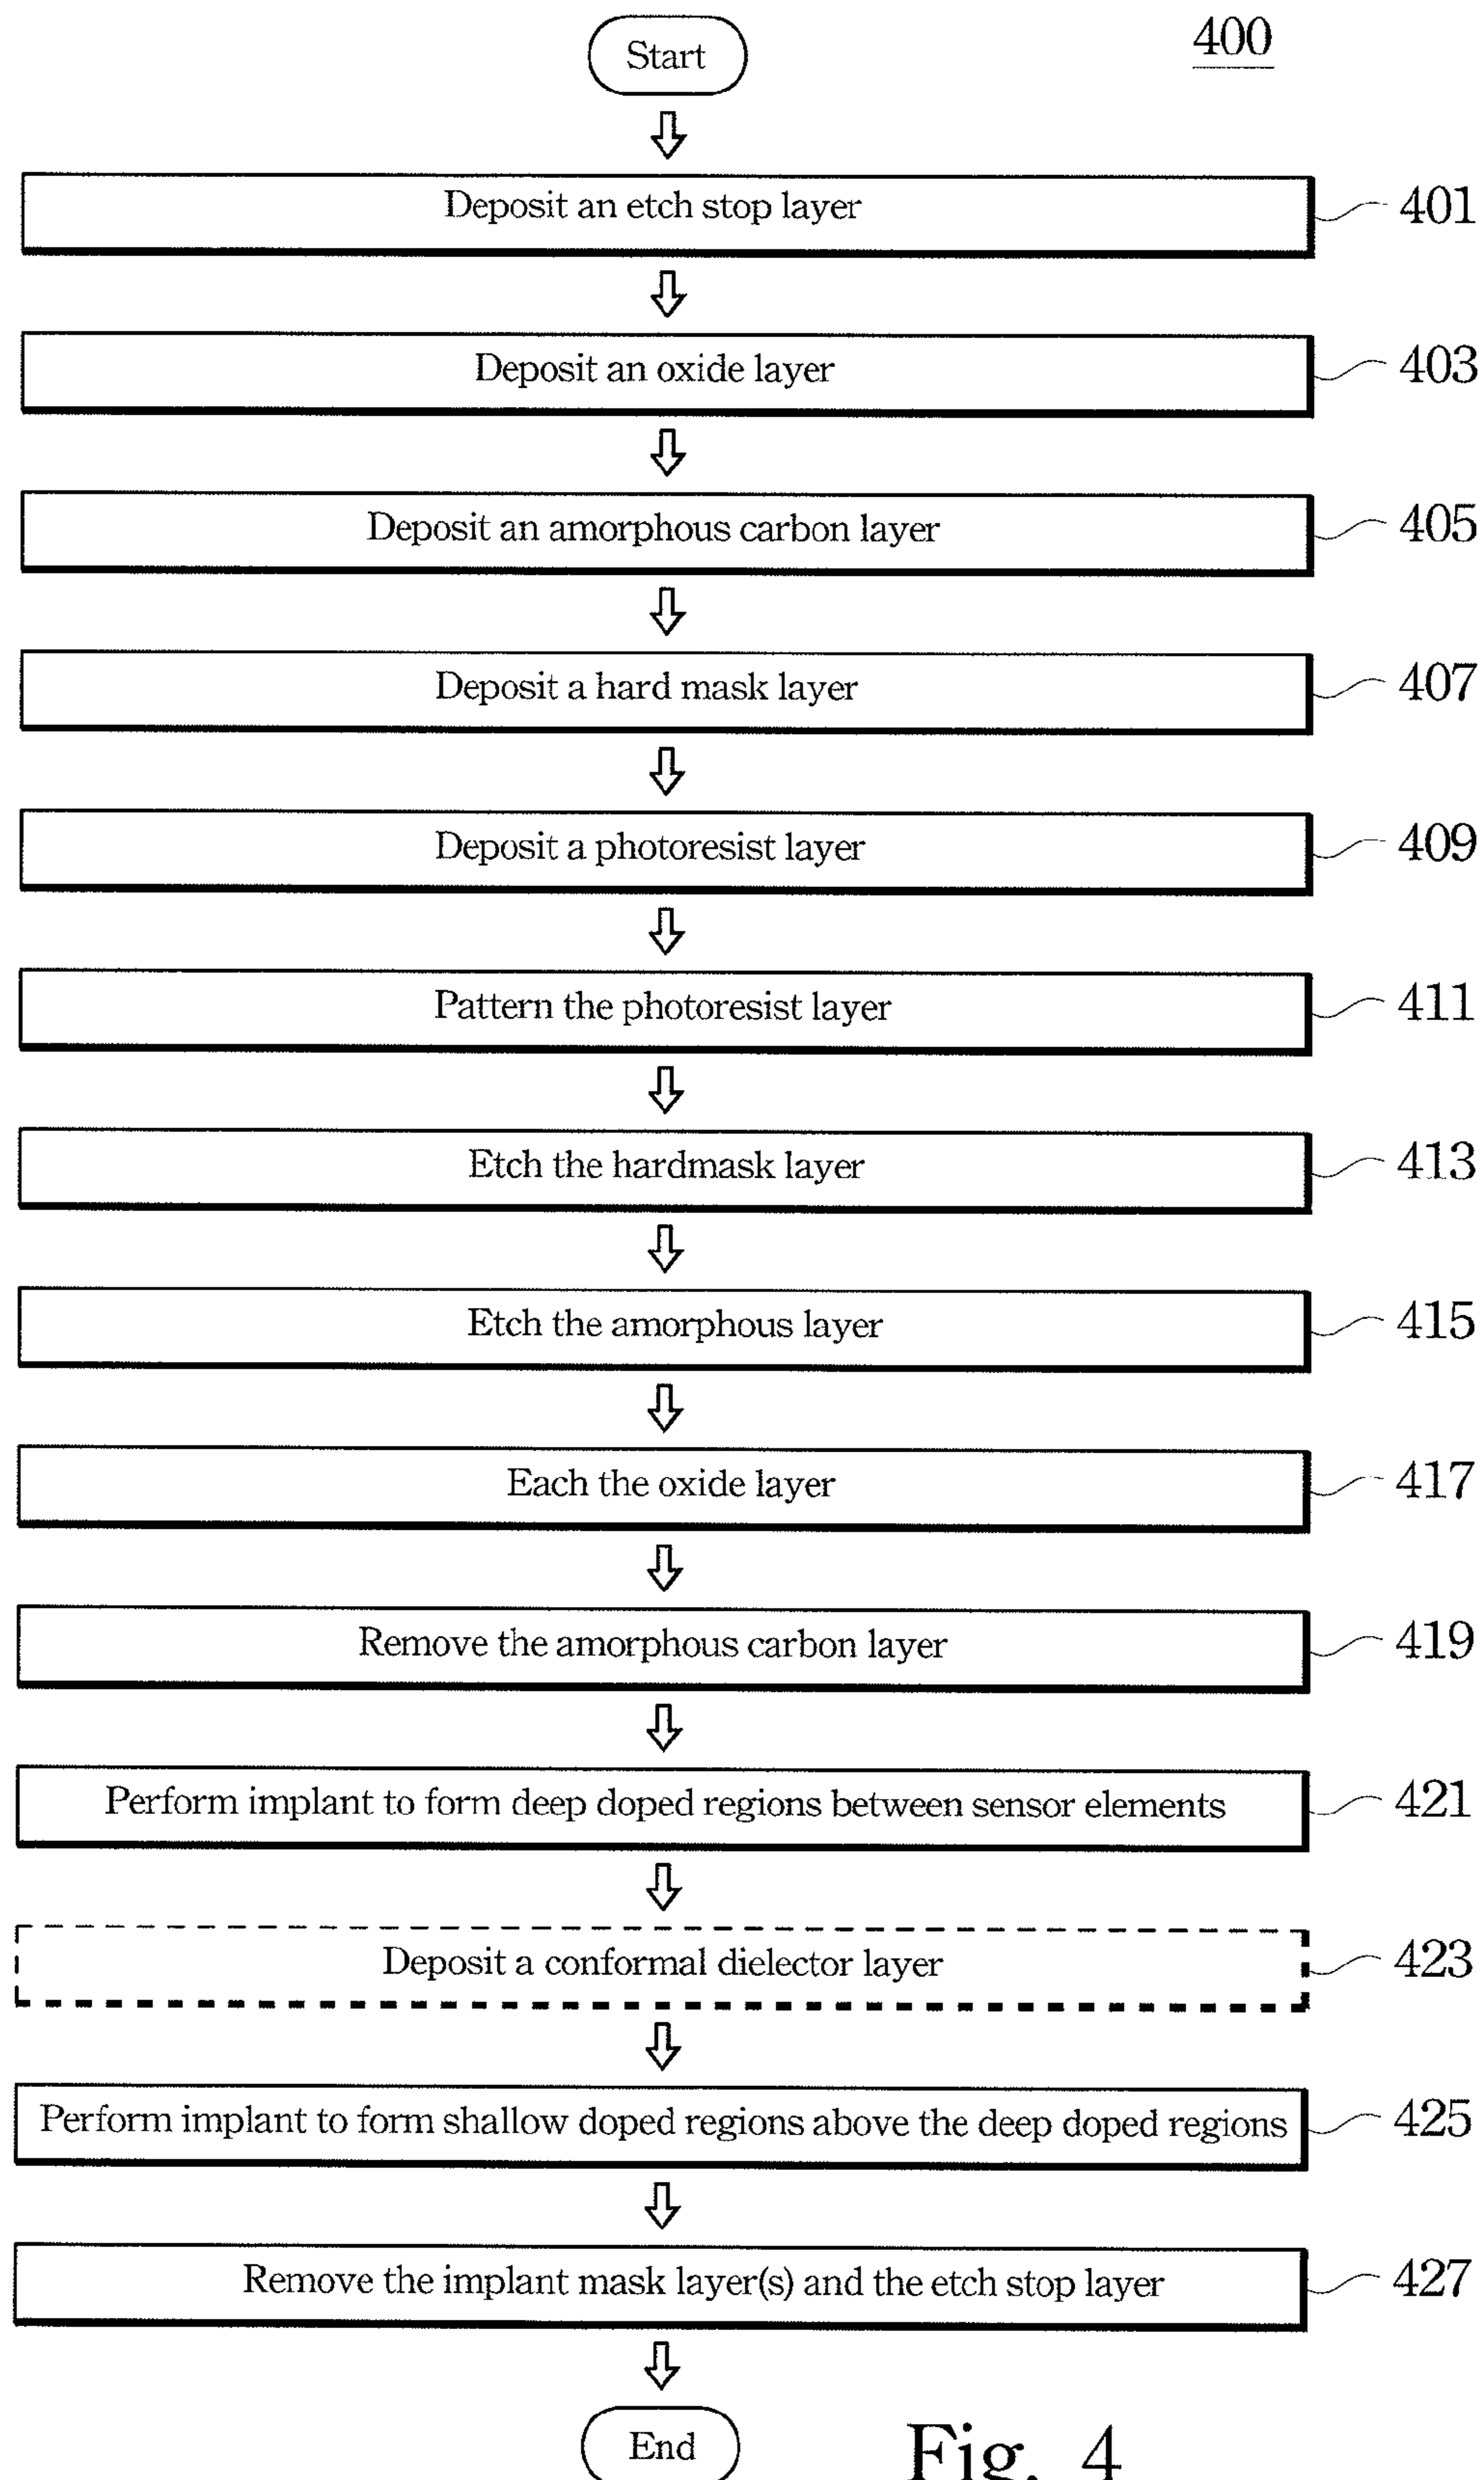 400
Start
Deposit an etch stop layer 401
Deposit an oxide layer 403
Deposit an amorphous carbon layer 405
Deposit a hard mask layer 407
Deposit a photoresist layer 409
Pattern the photoresist layer 411
Etch the hardmask layer 413
Etch the amorphous layer 415
Each the oxide layer 417
Remove the amorphous carbon layer 419
Perform implant to form deep doped regions between sensor elements 421
Deposit a conformal dielector layer 423
Perform implant to form shallow doped regions above the deep doped regions 425
Remove the implant mask layer(s) and the etch stop layer 427
End
Fig. 4